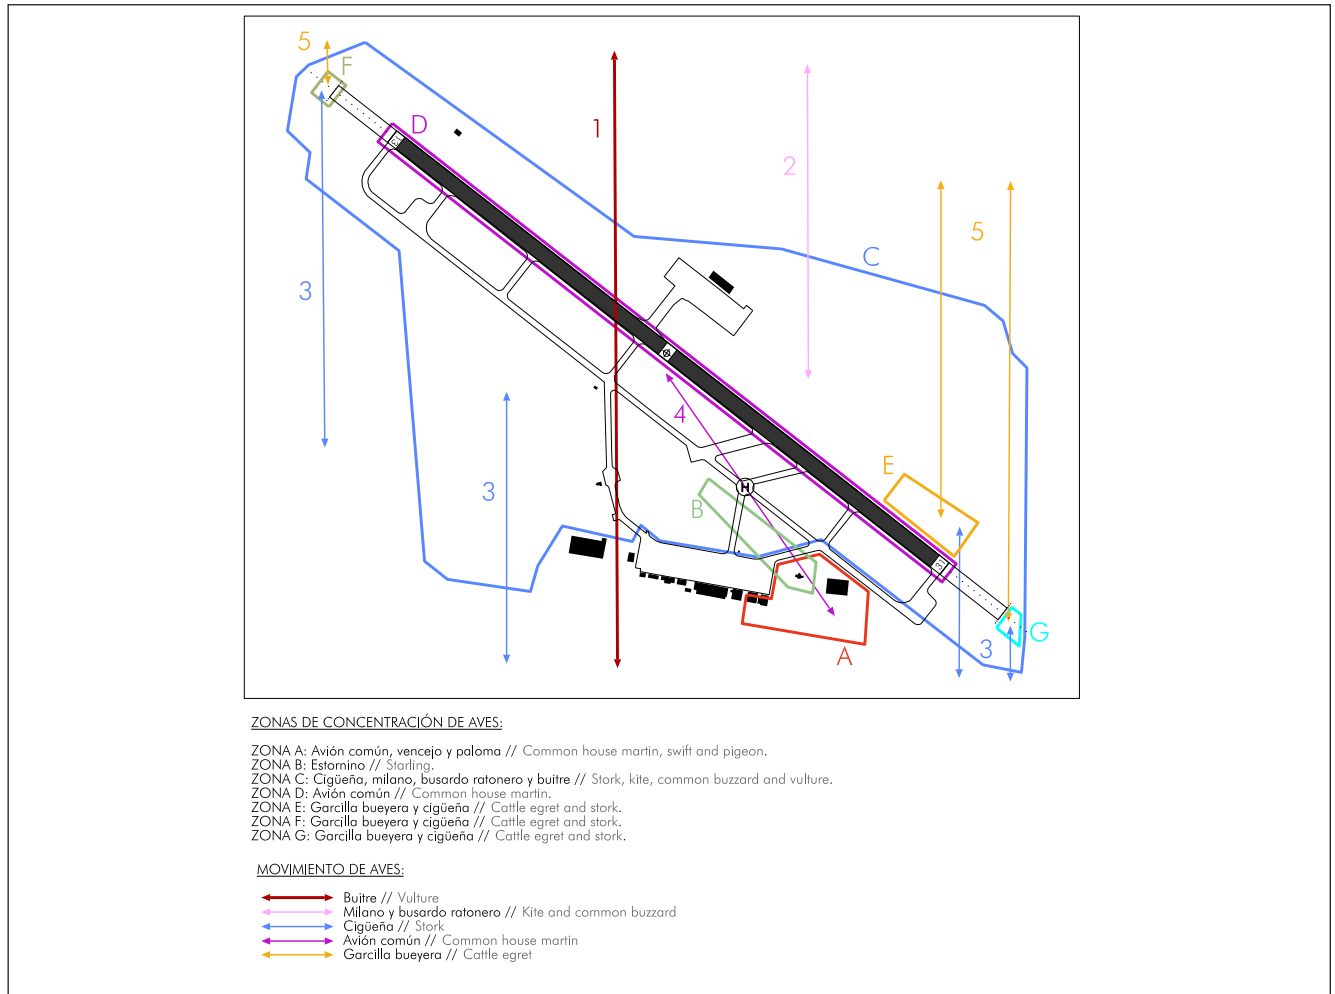 5
F
D
1
2
5
C
3
4
E
3
B
H
3
G
A
ZONAS DE CONCENTRACIÓN DE AVES:
ZONA A: Avión común, vencejo y paloma // Common house martin, swift and pigeon.
ZONA B: Estornino // Starling.
ZONA C: Cigüeña, milano, busardo ratonero y buitre // Stork, kite, common buzzard and vulture.
ZONA D: Avión común // Common house martin.
ZONA E: Garcilla bueyera y cigüeña // Cattle egret and stork.
ZONA F: Garcilla bueyera y cigüeña // Cattle egret and stork.
ZONA G: Garcilla bueyera y cigüeña // Cattle egret and stork.
MOVIMIENTO DE AVES:
Buitre // Vulture
Milano y busardo ratonero // Kite and common buzzard
Cigüeña // Stork
Avión común // Common house martin
Garcilla bueyera // Cattle egret